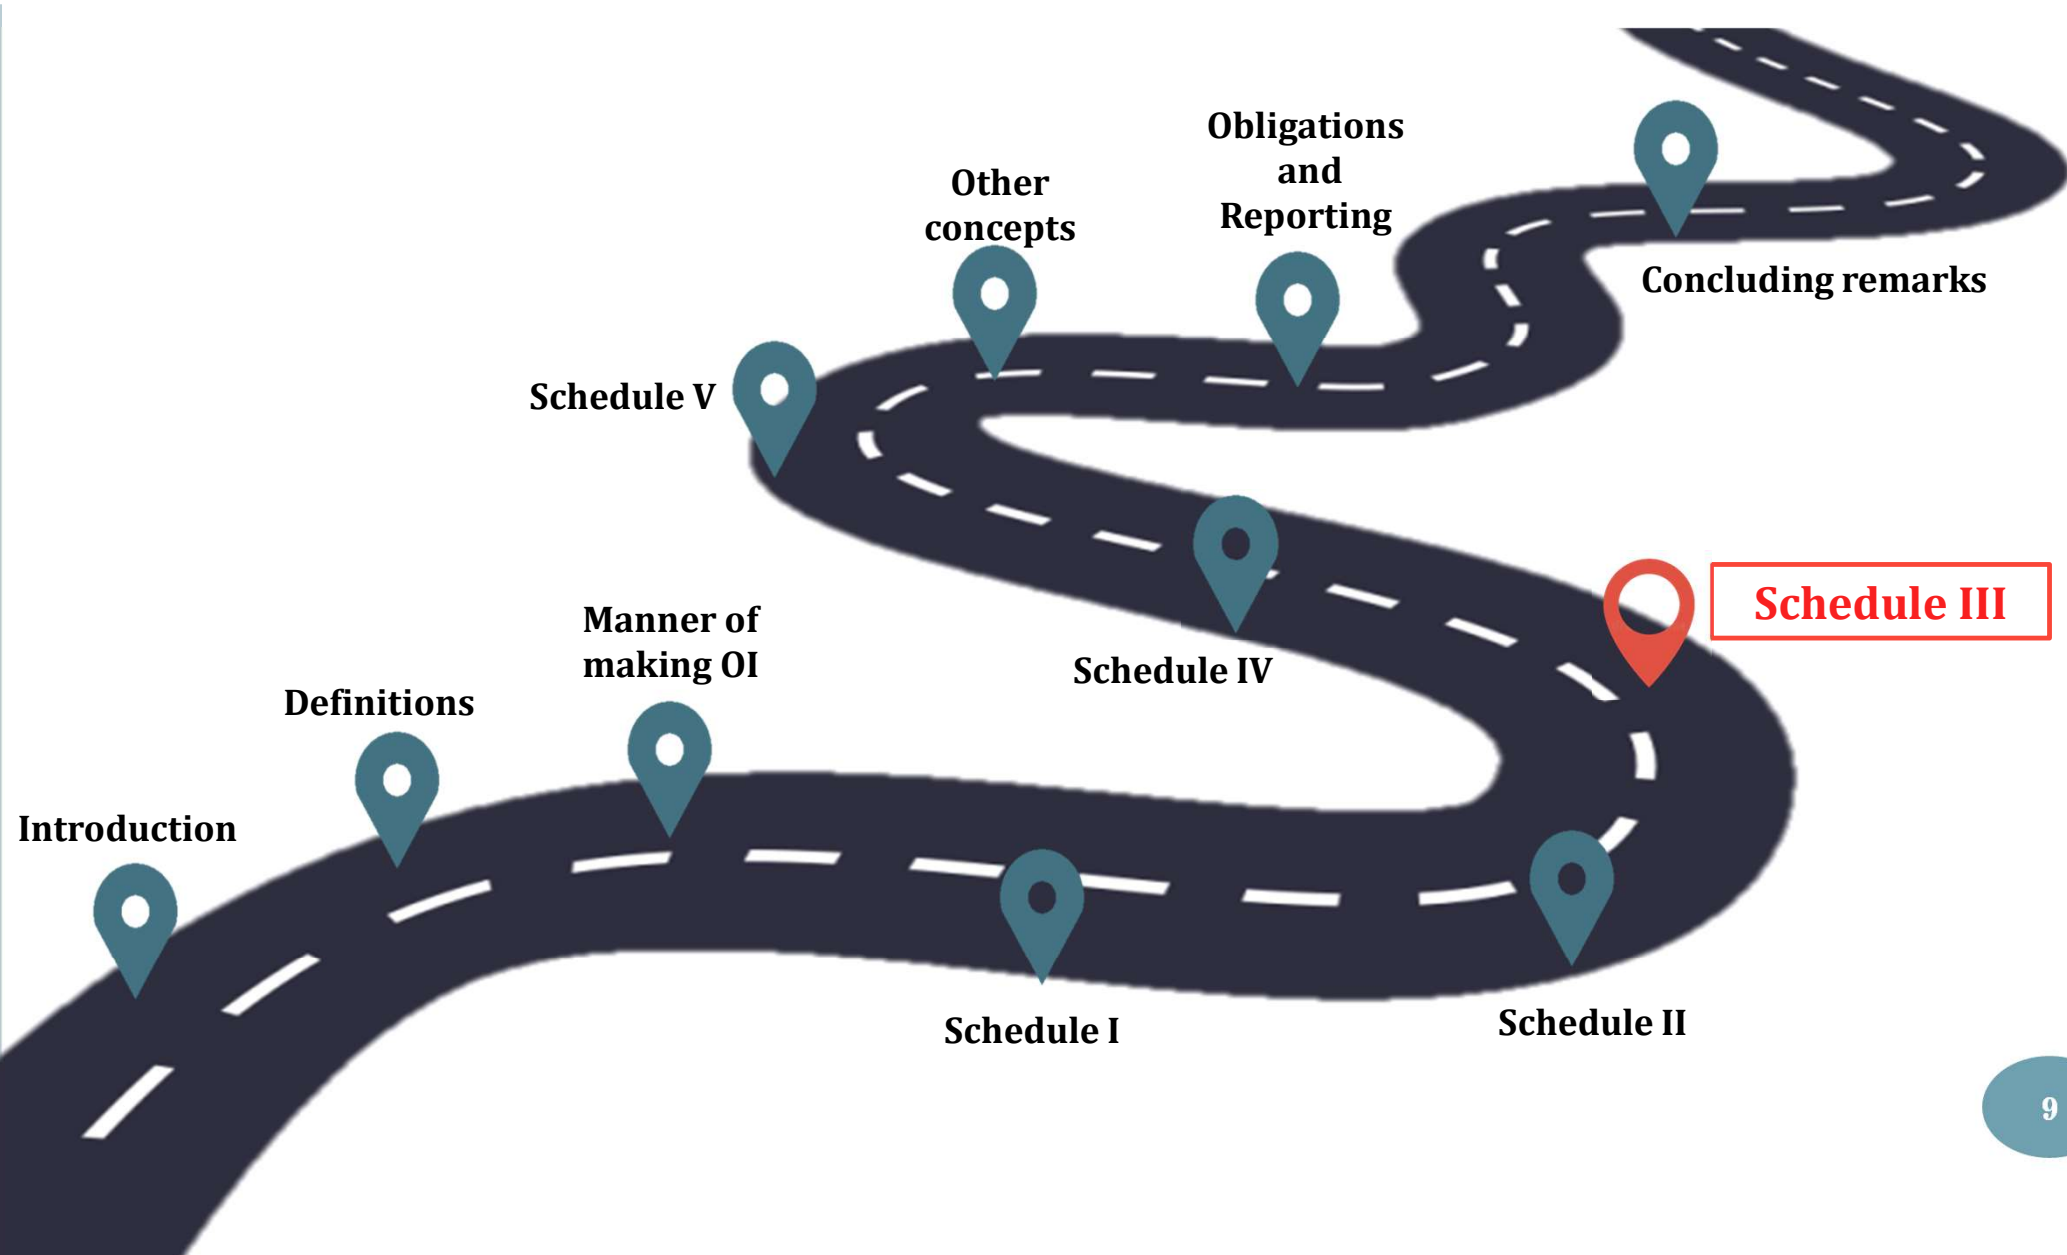 Introduction
Definitions
Manner of
making OI
Schedule I
Schedule II
Schedule III
Schedule IV
Schedule V
Other
concepts
Obligations
and
Reporting
Concluding remarks
9